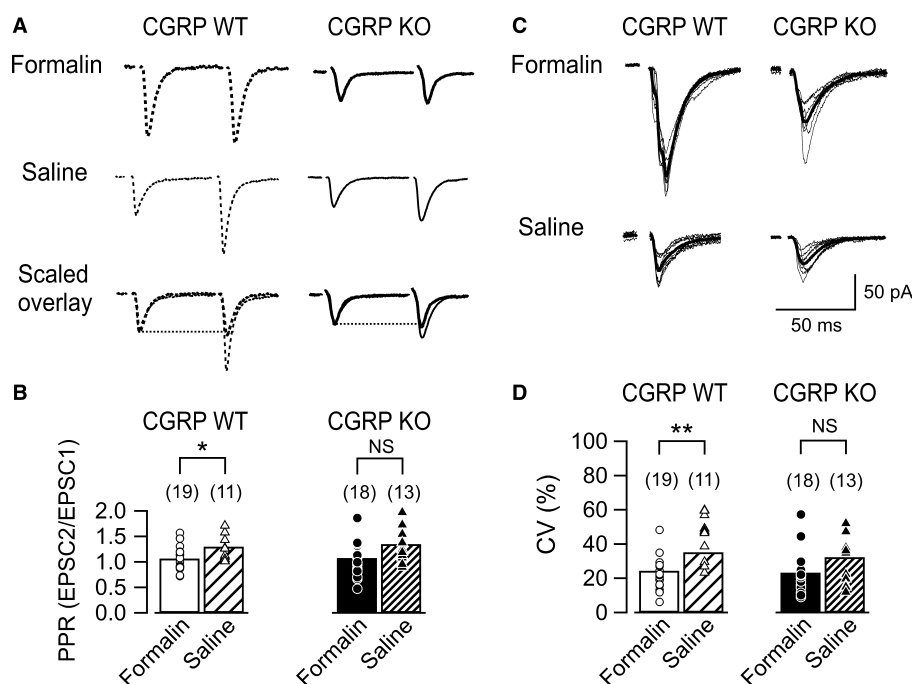 A
CGRP WT
CGRP KO
Formalin
Saline
Scaled
overlay
C
CGRP WT
CGRP KO
Formalin
Saline
50 pA
50 ms
B
CGRP WT
CGRP KO
*
NS
(19)
(11)
(18)
(13)
PPR (EPSC2/EPSC1)
2.0
1.5
1.0
0.5
0.0
Formalin
Saline
Formalin
Saline
D
CGRP WT
CGRP KO
**
NS
(19)
(11)
(18)
(13)
CV (%)
100
80
60
40
20
0
Formalin
Saline
Formalin
Saline